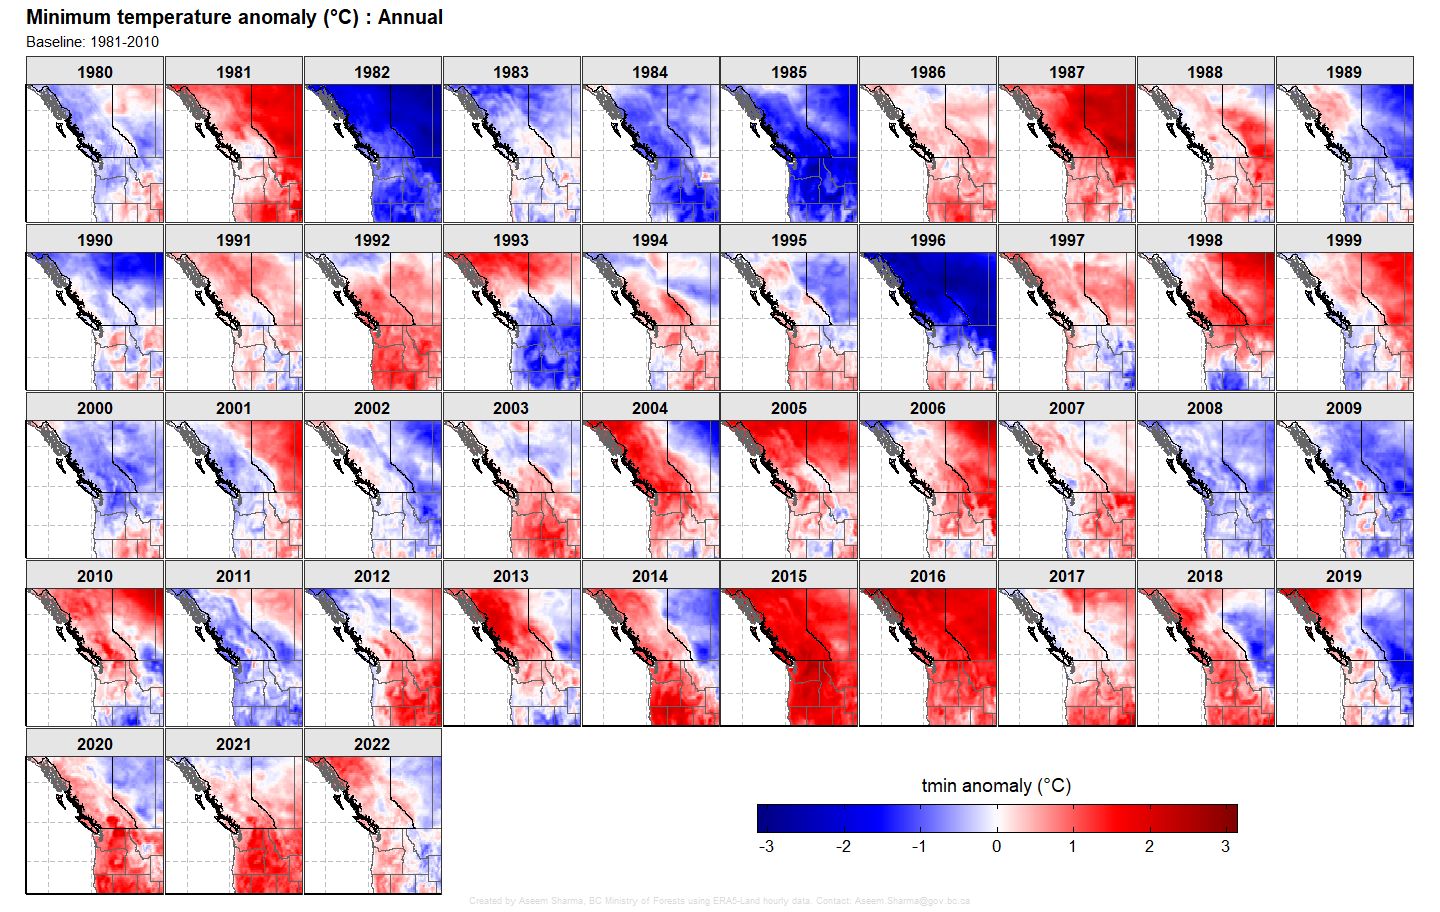 Minimum temperature anomaly (°C) : Annual
Baseline: 1981-2010
1980 1981 1982 1983 1984 1985 1986 1987 1988 1989
1990 1991 1992 1993 1994 1995 1996 1997 1998 1999
2000 2001 2002 2003 2004 2005 2006 2007 2008 2009
2010 2011 2012 2013 2014 2015 2016 2017 2018 2019
2020 2021 2022
tmin anomaly (°C)
-3 -2 -1 0 1 2 3
Created by Aseem Sharma, BC Ministry of Forests using ERA5-Land hourly data. Contact: Aseem.Sharma@gov.bc.ca